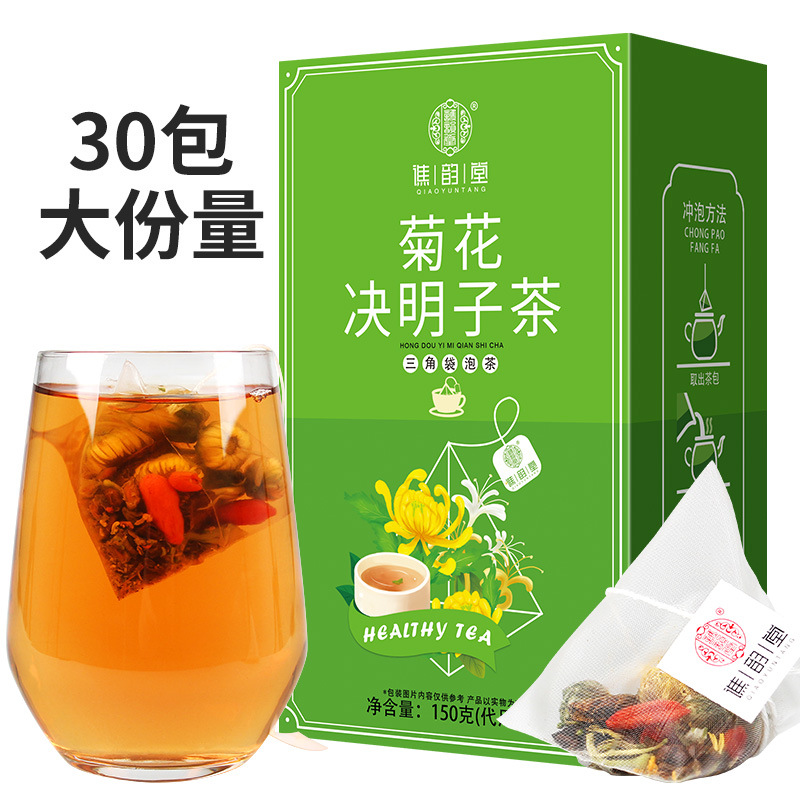 30包
大份量
®
谯|韵|堂
QIAOYUNTANG
菊花
决明子茶
HONG DOU YI MI QIAN SHI CHA
三角袋泡茶
谯韵堂
HEALTHY TEA
*包装图片内容仅供参考 产品以实物为
净含量：150克(代
冲泡方法
CHONG PAO
FANG FA
取出茶包
®
谯|韵|堂
QIAOYUNTANG